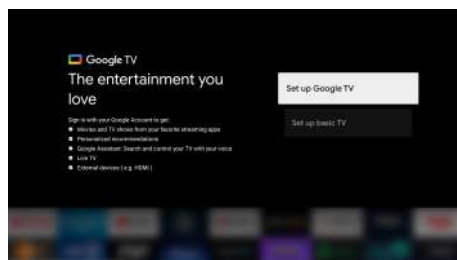 Google TV
The entertainment you
love
Sign in with your Google Account to get:
Movies and TV shows from your favorite streaming apps
Personalized recommendations
Google Assistant: Search and control your TV with your voice
Live TV
External devices ( e.g. HDMI )
Set up Google TV
Set up basic TV